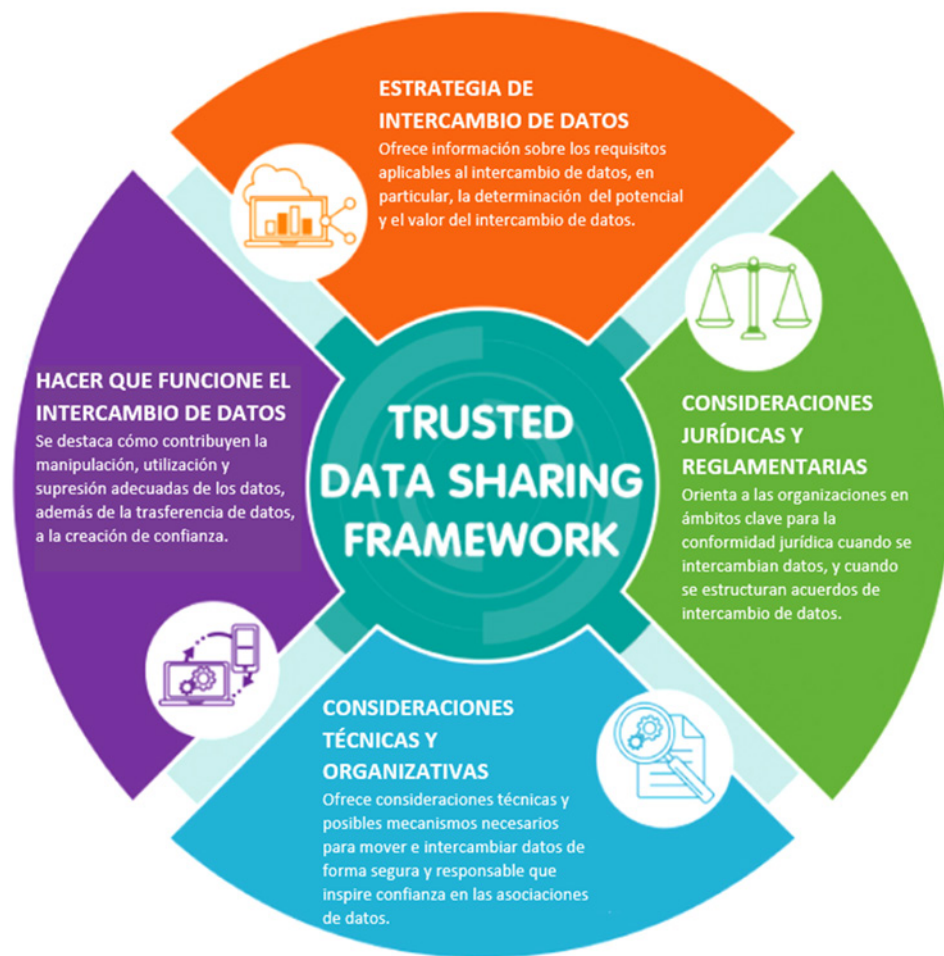 ESTRATEGIA DE
INTERCAMBIO DE DATOS
Ofrece información sobre los requisitos
aplicables al intercambio de datos, en
particular, la determinación del potencial
y el valor del intercambio de datos.
CONSIDERACIONES
JURÍDICAS Y
REGLAMENTARIAS
Orienta a las organizaciones en
ámbitos clave para la
conformidad jurídica cuando se
intercambian datos, y cuando
se estructuran acuerdos de
intercambio de datos.
CONSIDERACIONES
TÉCNICAS Y
ORGANIZATIVAS
Ofrece consideraciones técnicas y
posibles mecanismos necesarios
para mover e intercambiar datos de
forma segura y responsable que
inspire confianza en las asociaciones
de datos.
HACER QUE FUNCIONE EL
INTERCAMBIO DE DATOS
Se destaca cómo contribuyen la
manipulación, utilización y
supresión adecuadas de los datos,
además de la trasferencia de datos,
a la creación de confianza.
TRUSTED
DATA SHARING
FRAMEWORK